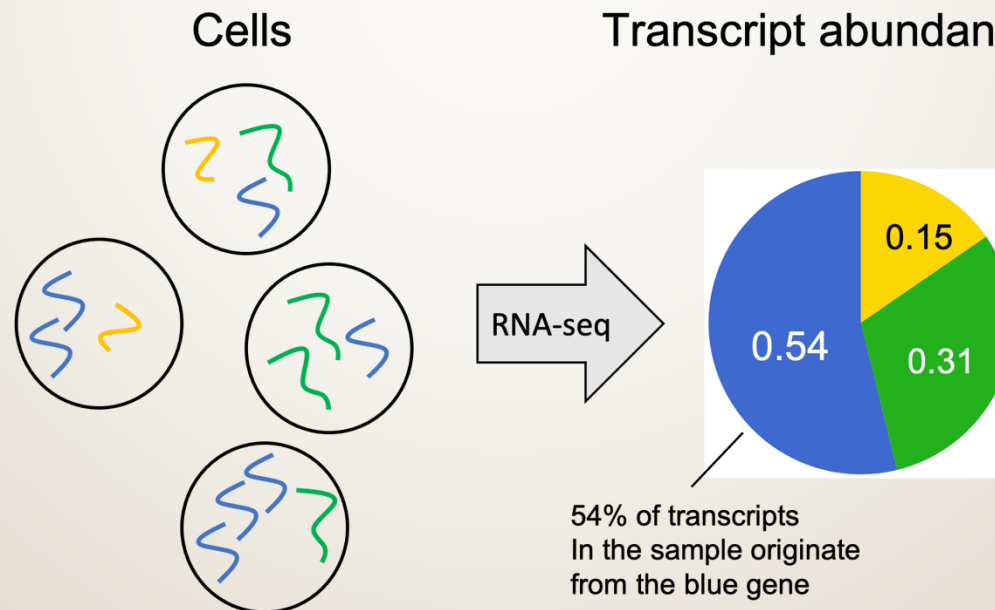 Cells
Transcript abundan
RNA-seq
0.15
0.54
0.31
54% of transcripts
In the sample originate
from the blue gene